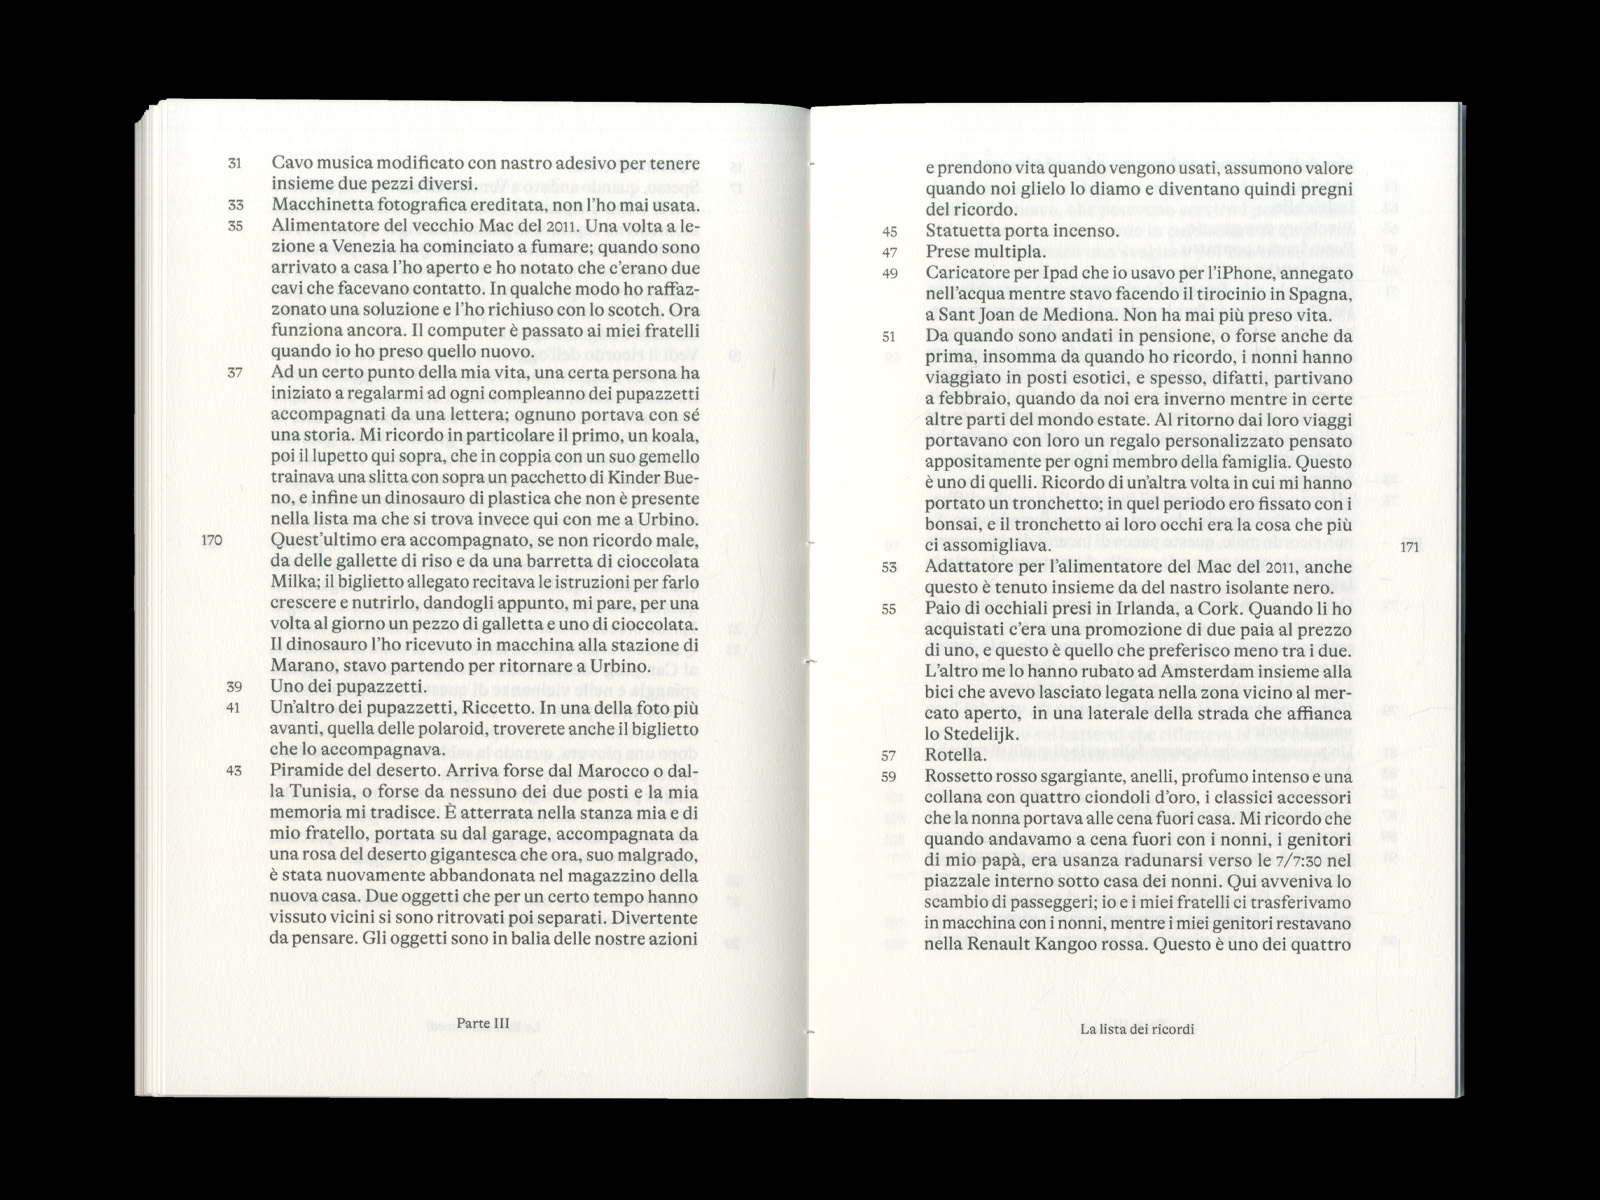 31 Cavo musica modificato con nastro adesivo per tenere
insieme due pezzi diversi.
33 Macchinetta fotografica ereditata, non l’ho mai usata.
35 Alimentatore del vecchio Mac del 2011. Una volta a le-
zione a Venezia ha cominciato a fumare; quando sono
arrivato a casa l’ho aperto e ho notato che c’erano due
cavi che facevano contatto. In qualche modo ho raffaz-
zonato una soluzione e l’ho richiuso con lo scotch. Ora
funziona ancora. Il computer è passato ai miei fratelli
quando io ho preso quello nuovo.
37 Ad un certo punto della mia vita, una certa persona ha
iniziato a regalarmi ad ogni compleanno dei pupazzetti
accompagnati da una lettera; ognuno portava con sé
una storia. Mi ricordo in particolare il primo, un koala,
poi il lupetto qui sopra, che in coppia con un suo gemello
trainava una slitta con sopra un pacchetto di Kinder Bue-
no, e infine un dinosauro di plastica che non è presente
nella lista ma che si trova invece qui con me a Urbino.
170 Quest’ultimo era accompagnato, se non ricordo male,
da delle gallette di riso e da una barretta di cioccolata
Milka; il biglietto allegato recitava le istruzioni per farlo
crescere e nutrirlo, dandogli appunto, mi pare, per una
volta al giorno un pezzo di galletta e uno di cioccolata.
Il dinosauro l’ho ricevuto in macchina alla stazione di
Marano, stavo partendo per ritornare a Urbino.
39 Uno dei pupazzetti.
41 Un’altro dei pupazzetti, Riccetto. In una della foto più
avanti, quella delle polaroid, troverete anche il biglietto
che lo accompagnava.
43 Piramide del deserto. Arriva forse dal Marocco o dal-
la Tunisia, o forse da nessuno dei due posti e la mia
memoria mi tradisce. È atterrata nella stanza mia e di
mio fratello, portata su dal garage, accompagnata da
una rosa del deserto gigantesca che ora, suo malgrado,
è stata nuovamente abbandonata nel magazzino della
nuova casa. Due oggetti che per un certo tempo hanno
vissuto vicini si sono ritrovati poi separati. Divertente
da pensare. Gli oggetti sono in balia delle nostre azioni
Parte III
e prendono vita quando vengono usati, assumono valore
quando noi glielo lo diamo e diventano quindi pregni
del ricordo.
45 Statuetta porta incenso.
47 Prese multipla.
49 Caricatore per Ipad che io usavo per l’iPhone, annegato
nell’acqua mentre stavo facendo il tirocinio in Spagna,
a Sant Joan de Mediona. Non ha mai più preso vita.
51 Da quando sono andati in pensione, o forse anche da
prima, insomma da quando ho ricordo, i nonni hanno
viaggiato in posti esotici, e spesso, difatti, partivano
a febbraio, quando da noi era inverno mentre in certe
altre parti del mondo estate. Al ritorno dai loro viaggi
portavano con loro un regalo personalizzato pensato
appositamente per ogni membro della famiglia. Questo
è uno di quelli. Ricordo di un’altra volta in cui mi hanno
portato un tronchetto; in quel periodo ero fissato con i
bonsai, e il tronchetto ai loro occhi era la cosa che più
ci assomigliava. 171
53 Adattatore per l’alimentatore del Mac del 2011, anche
questo è tenuto insieme da del nastro isolante nero.
55 Paio di occhiali presi in Irlanda, a Cork. Quando li ho
acquistati c’era una promozione di due paia al prezzo
di uno, e questo è quello che preferisco meno tra i due.
L’altro me lo hanno rubato ad Amsterdam insieme alla
bici che avevo lasciato legata nella zona vicino al mer-
cato aperto, in una laterale della strada che affianca
lo Stedelijk.
57 Rotella.
59 Rossetto rosso sgargiante, anelli, profumo intenso e una
collana con quattro ciondoli d’oro, i classici accessori
che la nonna portava alle cena fuori casa. Mi ricordo che
quando andavamo a cena fuori con i nonni, i genitori
di mio papà, era usanza radunarsi verso le 7/7:30 nel
piazzale interno sotto casa dei nonni. Qui avveniva lo
scambio di passeggeri; io e i miei fratelli ci trasferivamo
in macchina con i nonni, mentre i miei genitori restavano
nella Renault Kangoo rossa. Questo è uno dei quattro
La lista dei ricordi